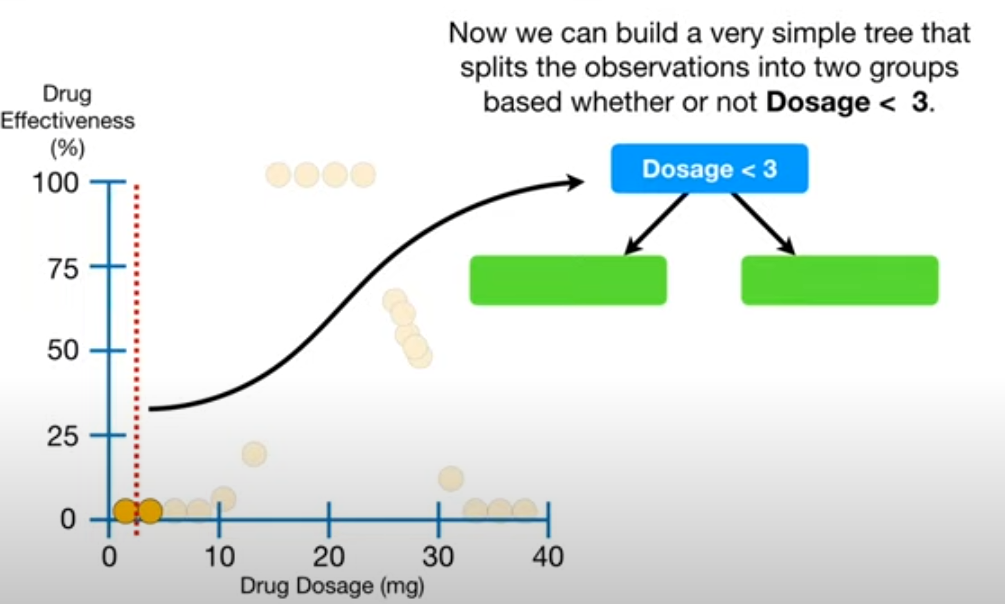 Now we can build a very simple tree that
splits the observations into two groups
based whether or not Dosage < 3.
Drug
Effectiveness
(%)
100
75
50
25
0
Dosage < 3
0
10
20
30
40
Drug Dosage (mg)